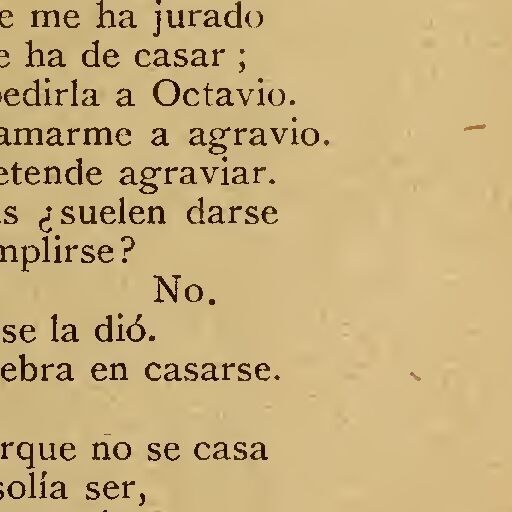 e me ha jurado
e ha de casar ;
pedirla a Octavio.
amarme a agravio.
etende agraviar.
s ¿suelen darse
mplirse?
No.
se la dió.
ebra en casarse.
rque no se casa
solía ser,